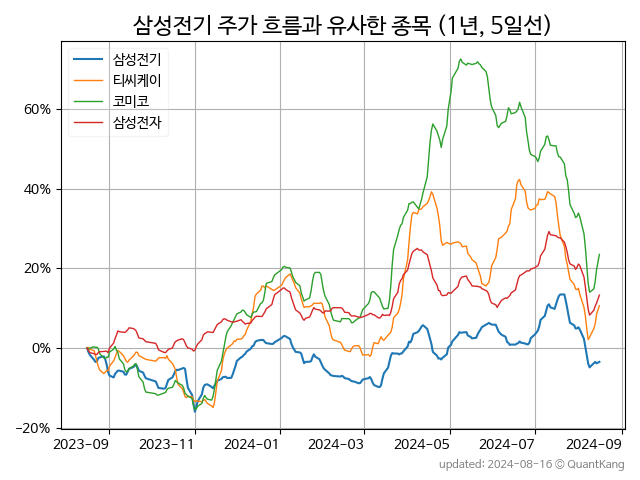 삼성전기 주가 흐름과 유사한 종목 (1년, 5일선)
삼성전기
티씨케이
코미코
삼성전자
60%
40%
20%
0%
−20%
2023-09 2023-11 2024-01 2024-03 2024-05 2024-07 2024-09
updated: 2024-08-16 © QuantKang